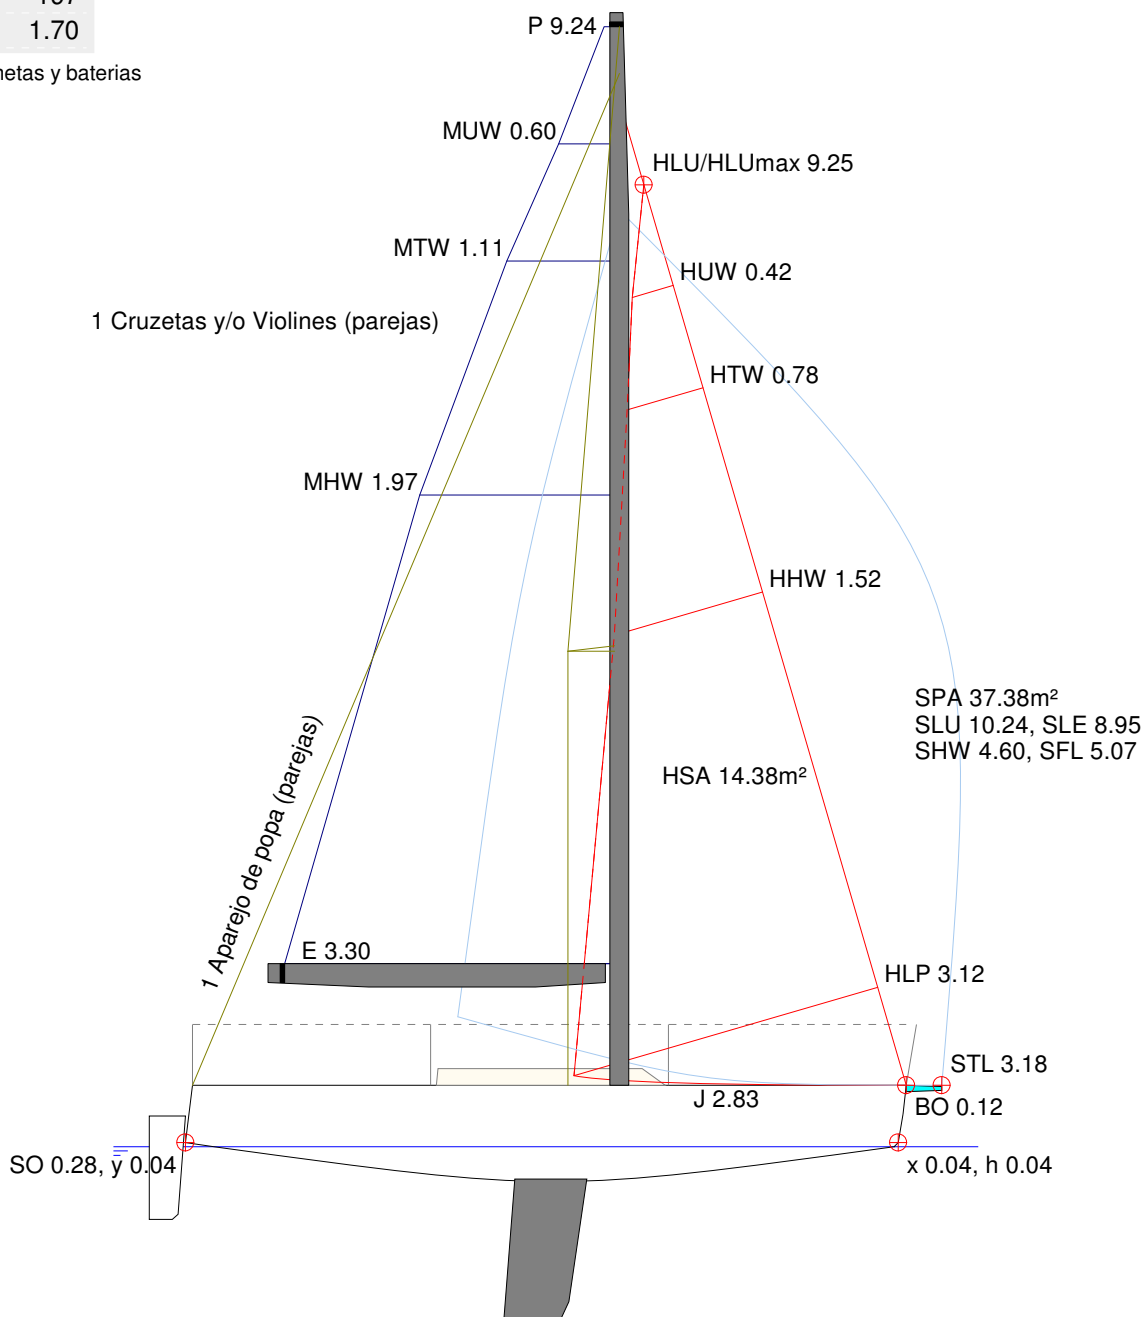 1.70
P 9.24
y baterias
MUW 0.60
HLU/HLUmax 9.25
MTW 1.11
HUW 0.42
1 Cruzetas y/o Violines (parejas)
HTW 0.78
MHW 1.97
HHW 1.52
SPA 37.38m²
SLU 10.24, SLE 8.95
SHW 4.60, SFL 5.07
HSA 14.38m²
1 Aparejo de popa (parejas)
E 3.30
HLP 3.12
STL 3.18
J 2.83
BO 0.12
SO 0.28, y 0.04
x 0.04, h 0.04